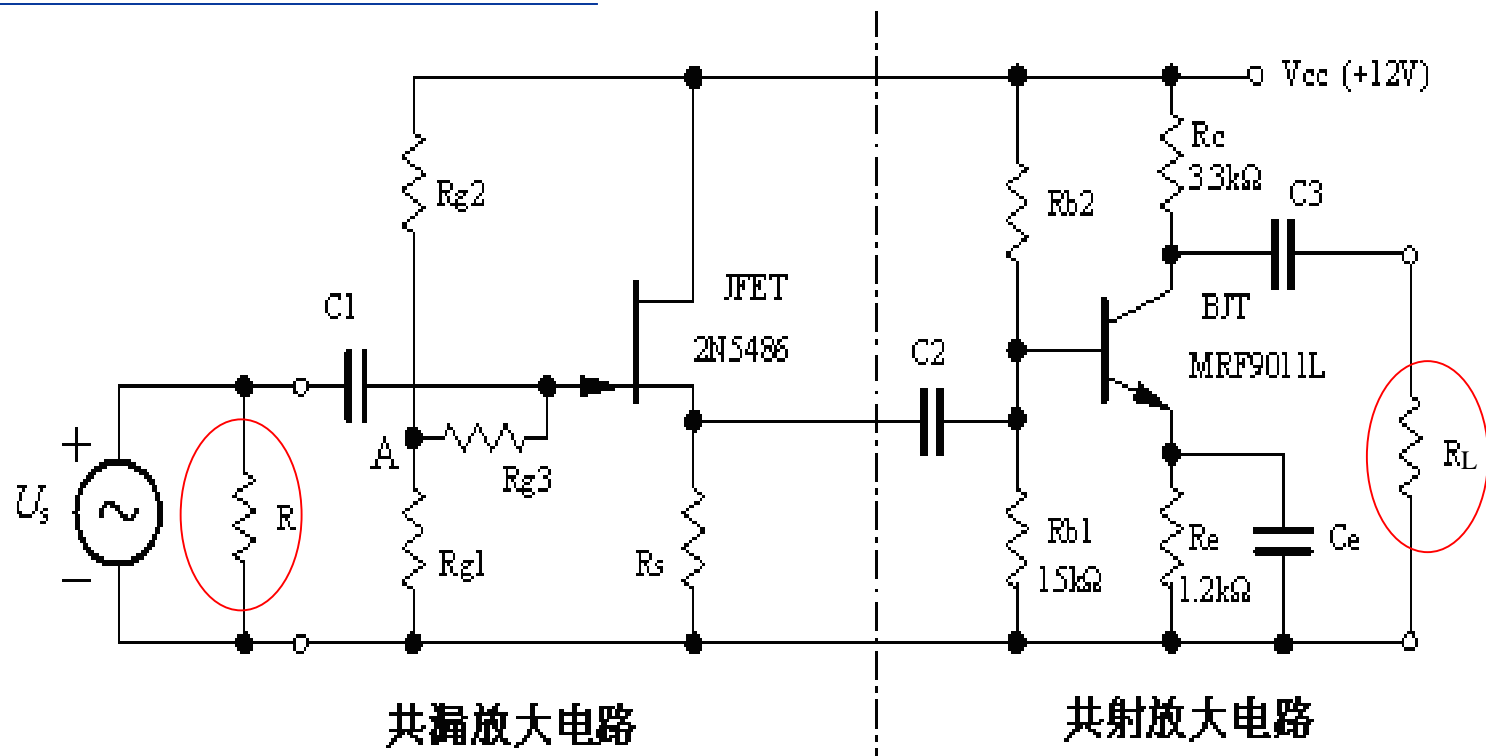 Vcc (+12V)
Rc
3.3kΩ
Rg2
Rb2
C3
JFET
2N5486
C1
BJT
MRF9011L
C2
A
Rg3
+
Us
−
R
Rg1
Rs
Rb1
15kΩ
Re
1.2kΩ
Ce
RL
共漏放大电路
共射放大电路